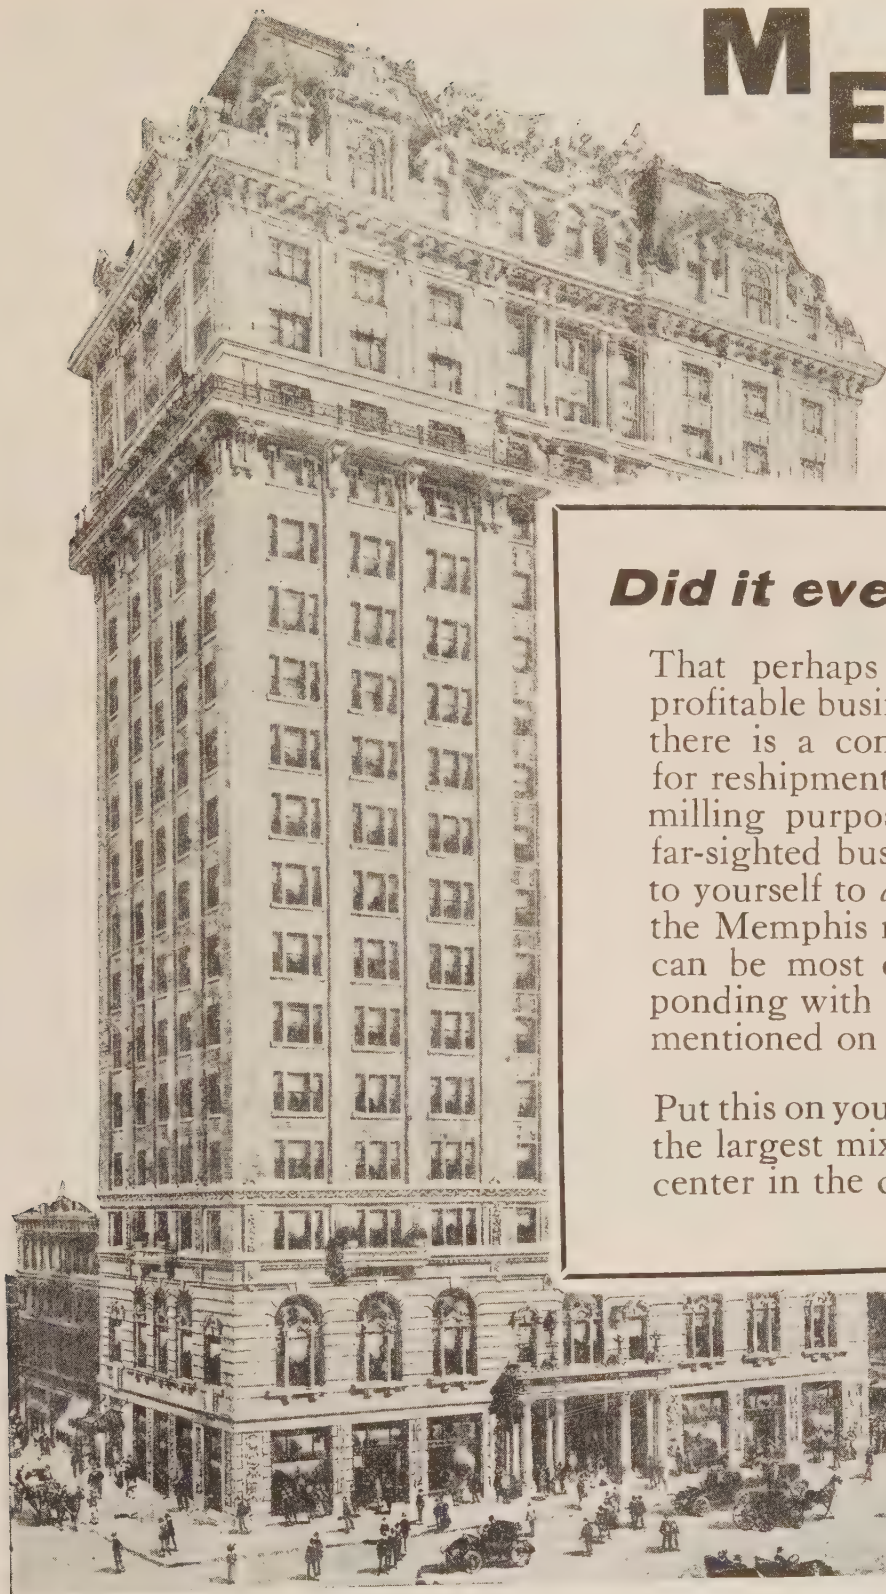 M
E
Did it eve
That perhaps
profitable busi
there is a con
for reshipment
milling purpo
far-sighted bus
to yourself to
the Memphis
can be most
ponding with
mentioned on
Put this on you
the largest mix
center in the